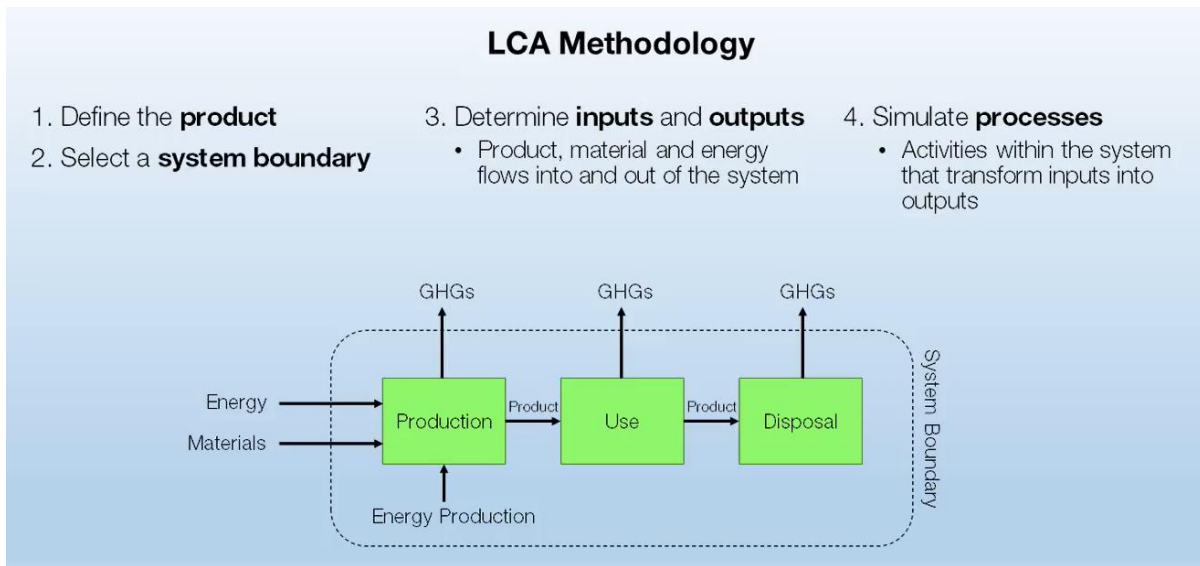 LCA Methodology
1. Define the product
2. Select a system boundary
3. Determine inputs and outputs
• Product, material and energy
flows into and out of the system
4. Simulate processes
• Activities within the system
that transform inputs into
outputs
GHGs
GHGs
GHGs
Energy
Materials
Production
Product
Use
Product
Disposal
Energy Production
System Boundary